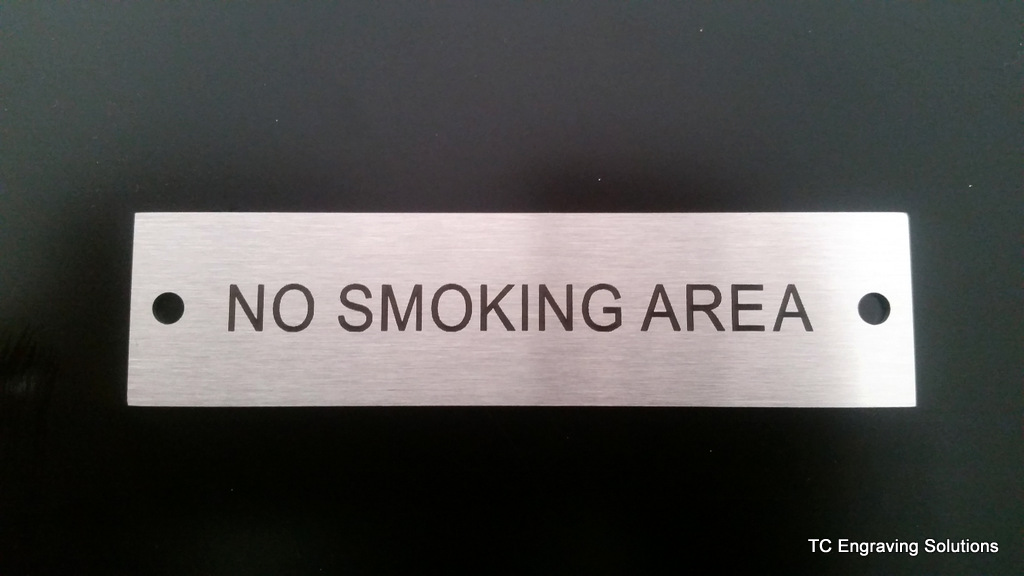 NO SMOKING AREA
TC Engraving Solutions